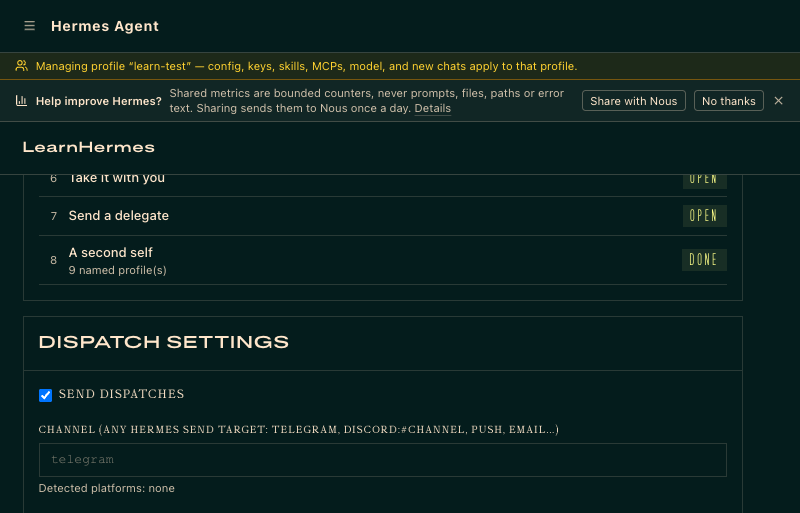 Hermes Agent
Managing profile “learn-test” — config, keys, skills, MCPs, model, and new chats apply to that profile.
Help improve Hermes? Shared metrics are bounded counters, never prompts, files, paths or error text. Sharing sends them to Nous once a day. Details
Share with Nous
No thanks
LearnHermes
6 Take it with you OPEN
7 Send a delegate OPEN
8 A second self DONE
9 named profile(s)
DISPATCH SETTINGS
SEND DISPATCHES
CHANNEL (ANY HERMES SEND TARGET: TELEGRAM, DISCORD:#CHANNEL, PUSH, EMAIL…)
telegram
Detected platforms: none